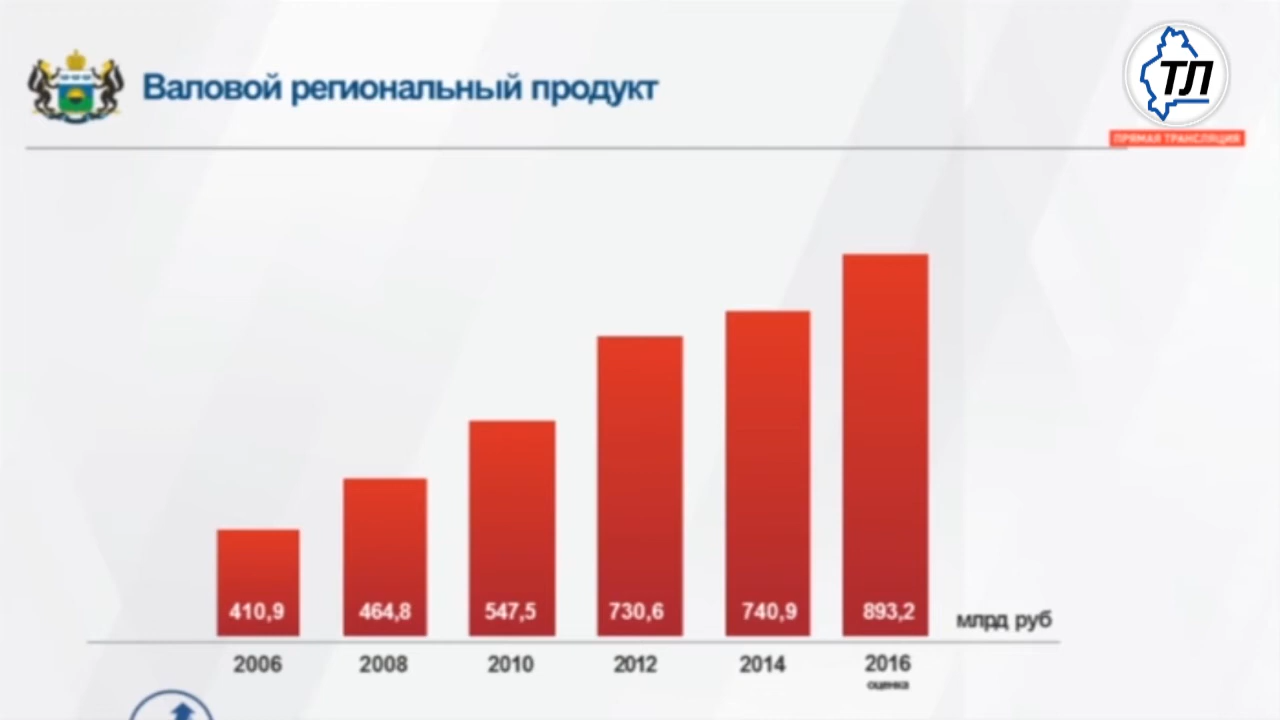 Валовой региональный продукт
ТЛ
ПРЯМАЯ ТРАНСЛЯЦИЯ
410,9
464,8
547,5
730,6
740,9
893,2
млрд руб
2006
2008
2010
2012
2014
2016
оценка